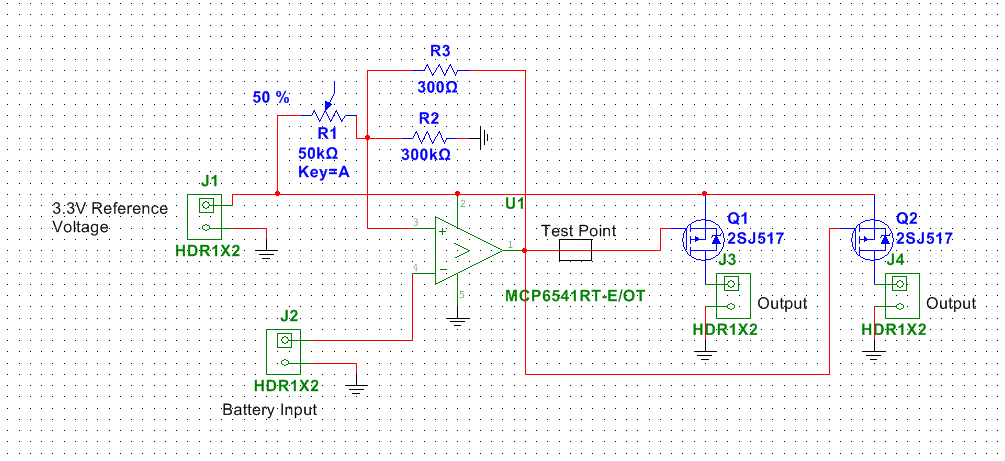 R3
300Ω
50 %
R1
50kΩ
Key=A
R2
300kΩ
J1
3.3V Reference
Voltage
HDR1X2
2
U1
3
1
4
5
MCP6541RT-E/OT
Test Point
Q1
2SJ517
Q2
2SJ517
J3
HDR1X2
Output
J4
HDR1X2
Output
J2
HDR1X2
Battery Input